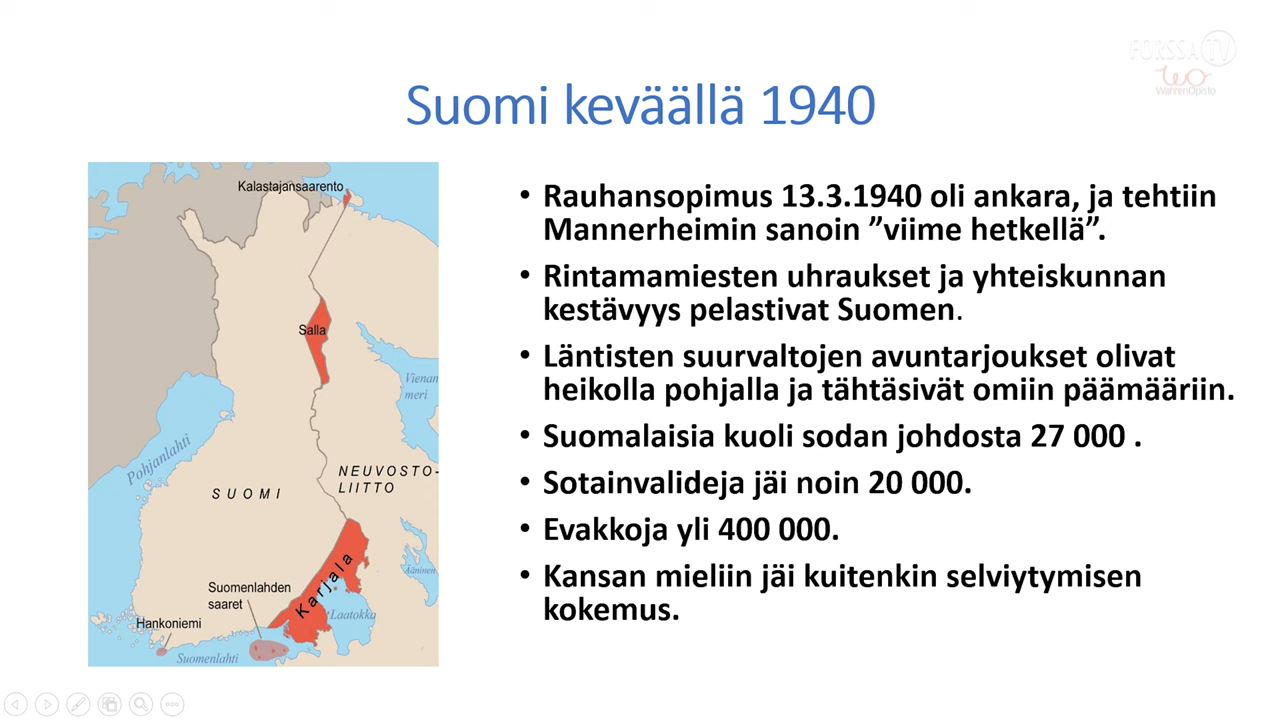 FORSSA TV
WahrenOpisto
Suomi keväällä 1940
Kalastajansaarento
Salla
Vienan
meri
Pohjanlahti
NEUVOSTO-
LIITTO
SUOMI
Karjala
Ääninen
Suomenlahden
saaret
Laatokka
Hankoniemi
Suomenlahti
• Rauhansopimus 13.3.1940 oli ankara, ja tehtiin
Mannerheimin sanoin ”viime hetkellä”.
• Rintamamiesten uhraukset ja yhteiskunnan
kestävyys pelastivat Suomen.
• Läntisten suurvaltojen avuntarjoukset olivat
heikolla pohjalla ja tähtäsivät omiin päämääriin.
• Suomalaisia kuoli sodan johdosta 27 000 .
• Sotainvalideja jäi noin 20 000.
• Evakkoja yli 400 000.
• Kansan mieliin jäi kuitenkin selviytymisen
kokemus.